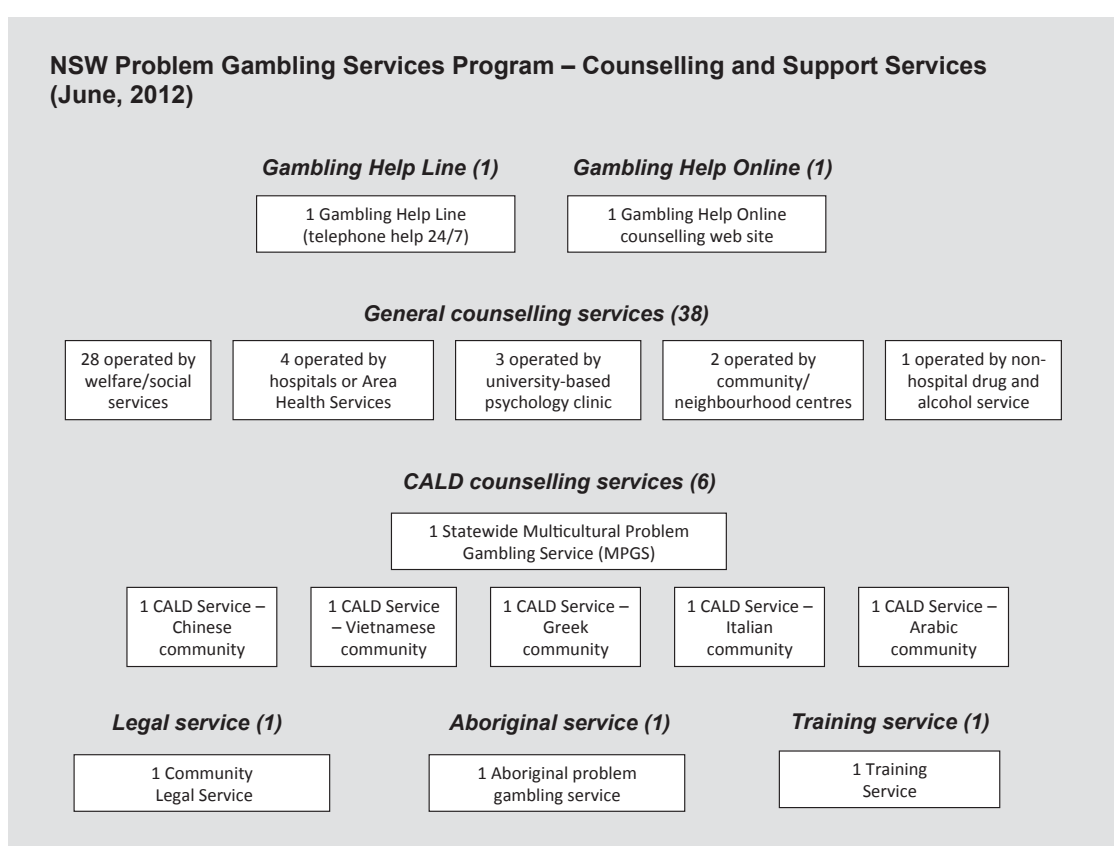 NSW Problem Gambling Services Program – Counselling and Support Services
(June, 2012)
Gambling Help Line (1)
1 Gambling Help Line
(telephone help 24/7)
Gambling Help Online (1)
1 Gambling Help Online
counselling web site
General counselling services (38)
28 operated by
welfare/social
services
4 operated by
hospitals or Area
Health Services
3 operated by
university-based
psychology clinic
2 operated by
community/
neighbourhood centres
1 operated by non-
hospital drug and
alcohol service
CALD counselling services (6)
1 Statewide Multicultural Problem
Gambling Service (MPGS)
1 CALD Service –
Chinese
community
1 CALD Service
– Vietnamese
community
1 CALD Service –
Greek
community
1 CALD Service –
Italian
community
1 CALD Service –
Arabic
community
Legal service (1)
1 Community
Legal Service
Aboriginal service (1)
1 Aboriginal problem
gambling service
Training service (1)
1 Training
Service